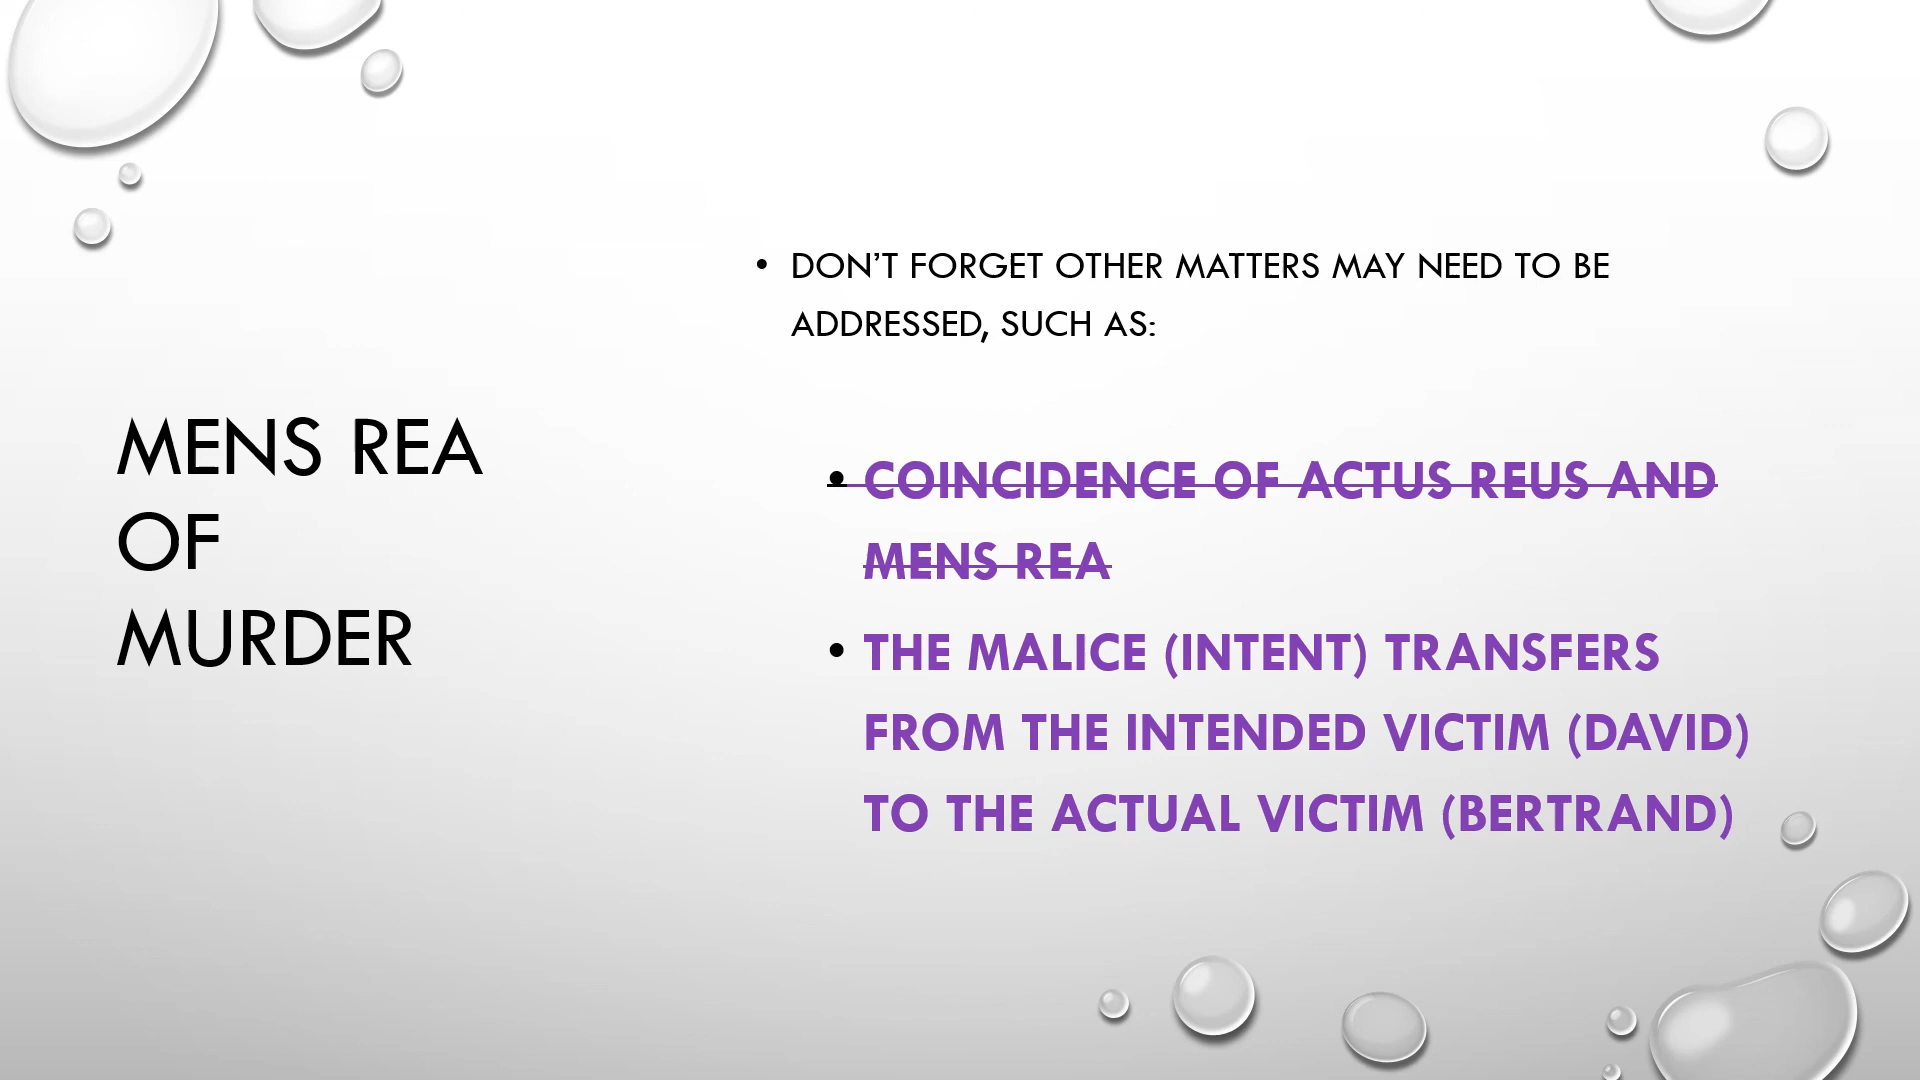 MENS REA
OF
MURDER
• DON’T FORGET OTHER MATTERS MAY NEED TO BE
ADDRESSED, SUCH AS:
• COINCIDENCE OF ACTUS REUS AND
MENS REA
• THE MALICE (INTENT) TRANSFERS
FROM THE INTENDED VICTIM (DAVID)
TO THE ACTUAL VICTIM (BERTRAND)